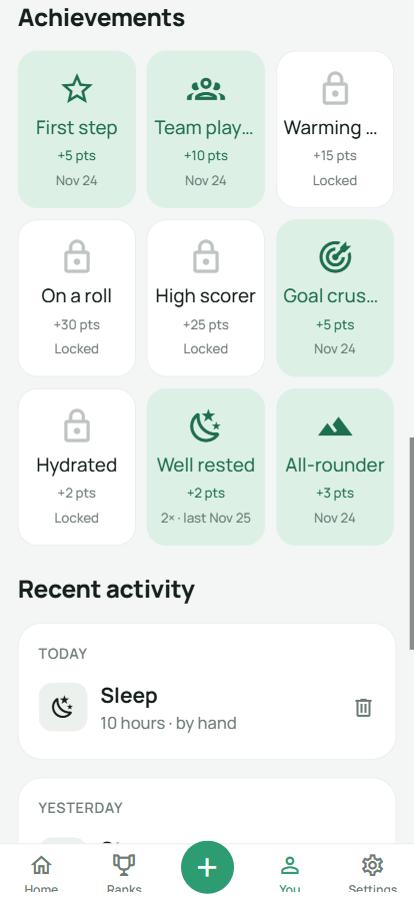 Achievements
First step
+5 pts
Nov 24
Team play...
+10 pts
Nov 24
Warming ...
+15 pts
Locked
On a roll
+30 pts
Locked
High scorer
+25 pts
Locked
Goal crus...
+5 pts
Nov 24
Hydrated
+2 pts
Locked
Well rested
+2 pts
2× · last Nov 25
All-rounder
+3 pts
Nov 24
Recent activity
TODAY
Sleep
10 hours · by hand
YESTERDAY
Home
Ranks
You
Settings